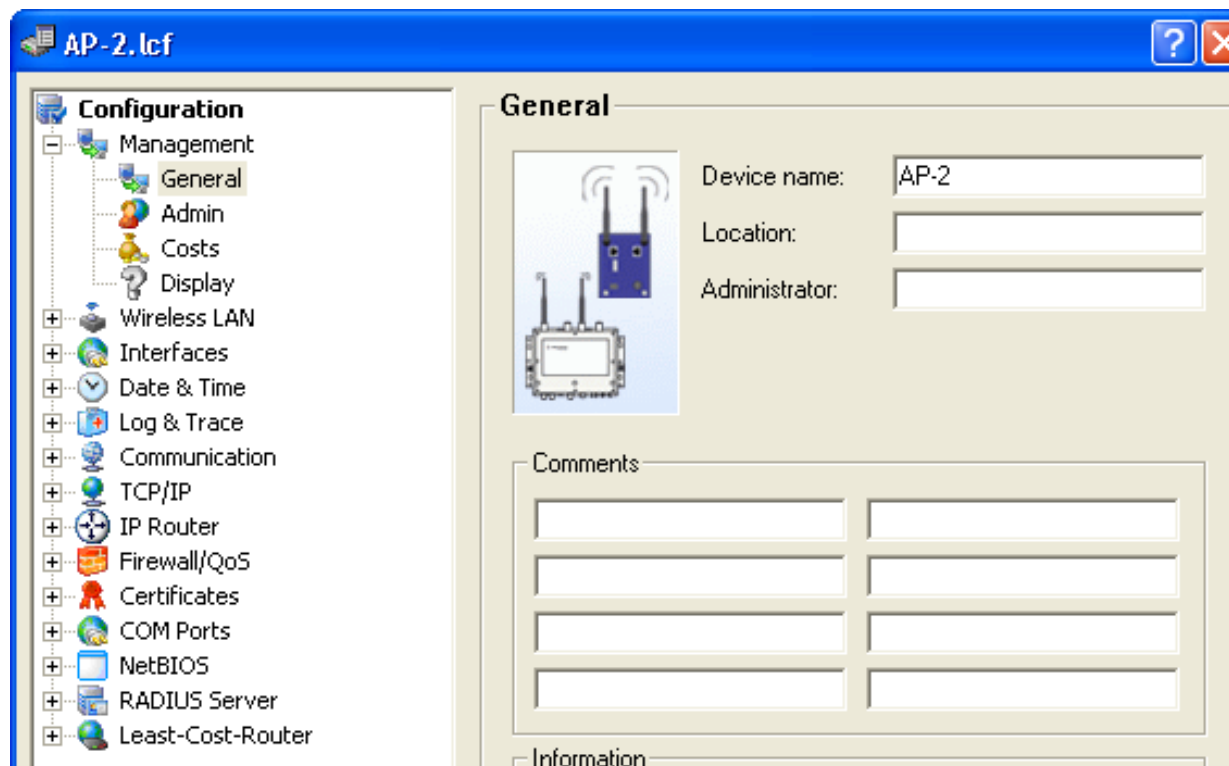 AP-2.lcf
?
Configuration
Management
General
Admin
Costs
Display
Wireless LAN
Interfaces
Date & Time
Log & Trace
Communication
TCP/IP
IP Router
Firewall/QoS
Certificates
COM Ports
NetBIOS
RADIUS Server
Least-Cost-Router
General
Device name: AP-2
Location:
Administrator:
Comments
Information